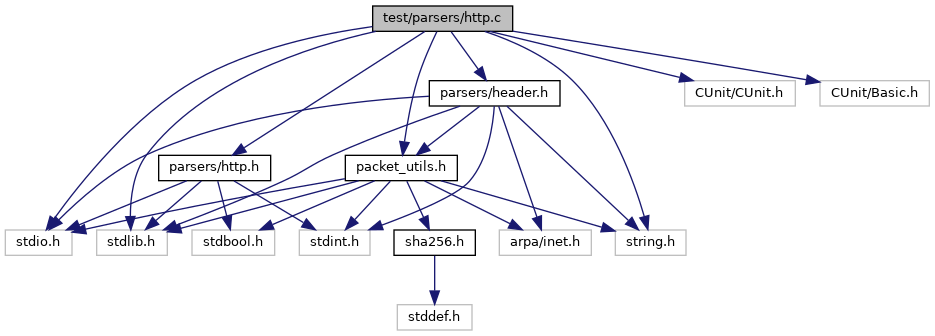 test/parsers/http.c
parsers/header.h
CUnit/CUnit.h
CUnit/Basic.h
parsers/http.h
packet_utils.h
stdio.h
stdlib.h
stdbool.h
stdint.h
sha256.h
arpa/inet.h
string.h
stddef.h